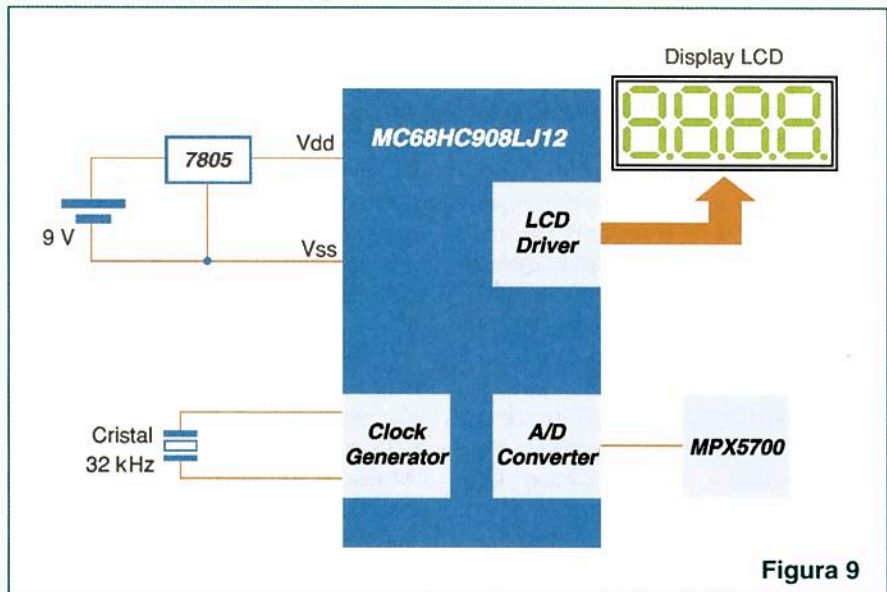 Display LCD
MC68HC908LJ12
7805
Vdd
9 V
Vss
LCD
Driver
Cristal
32 kHz
Clock
Generator
A/D
Converter
MPX5700
Figura 9